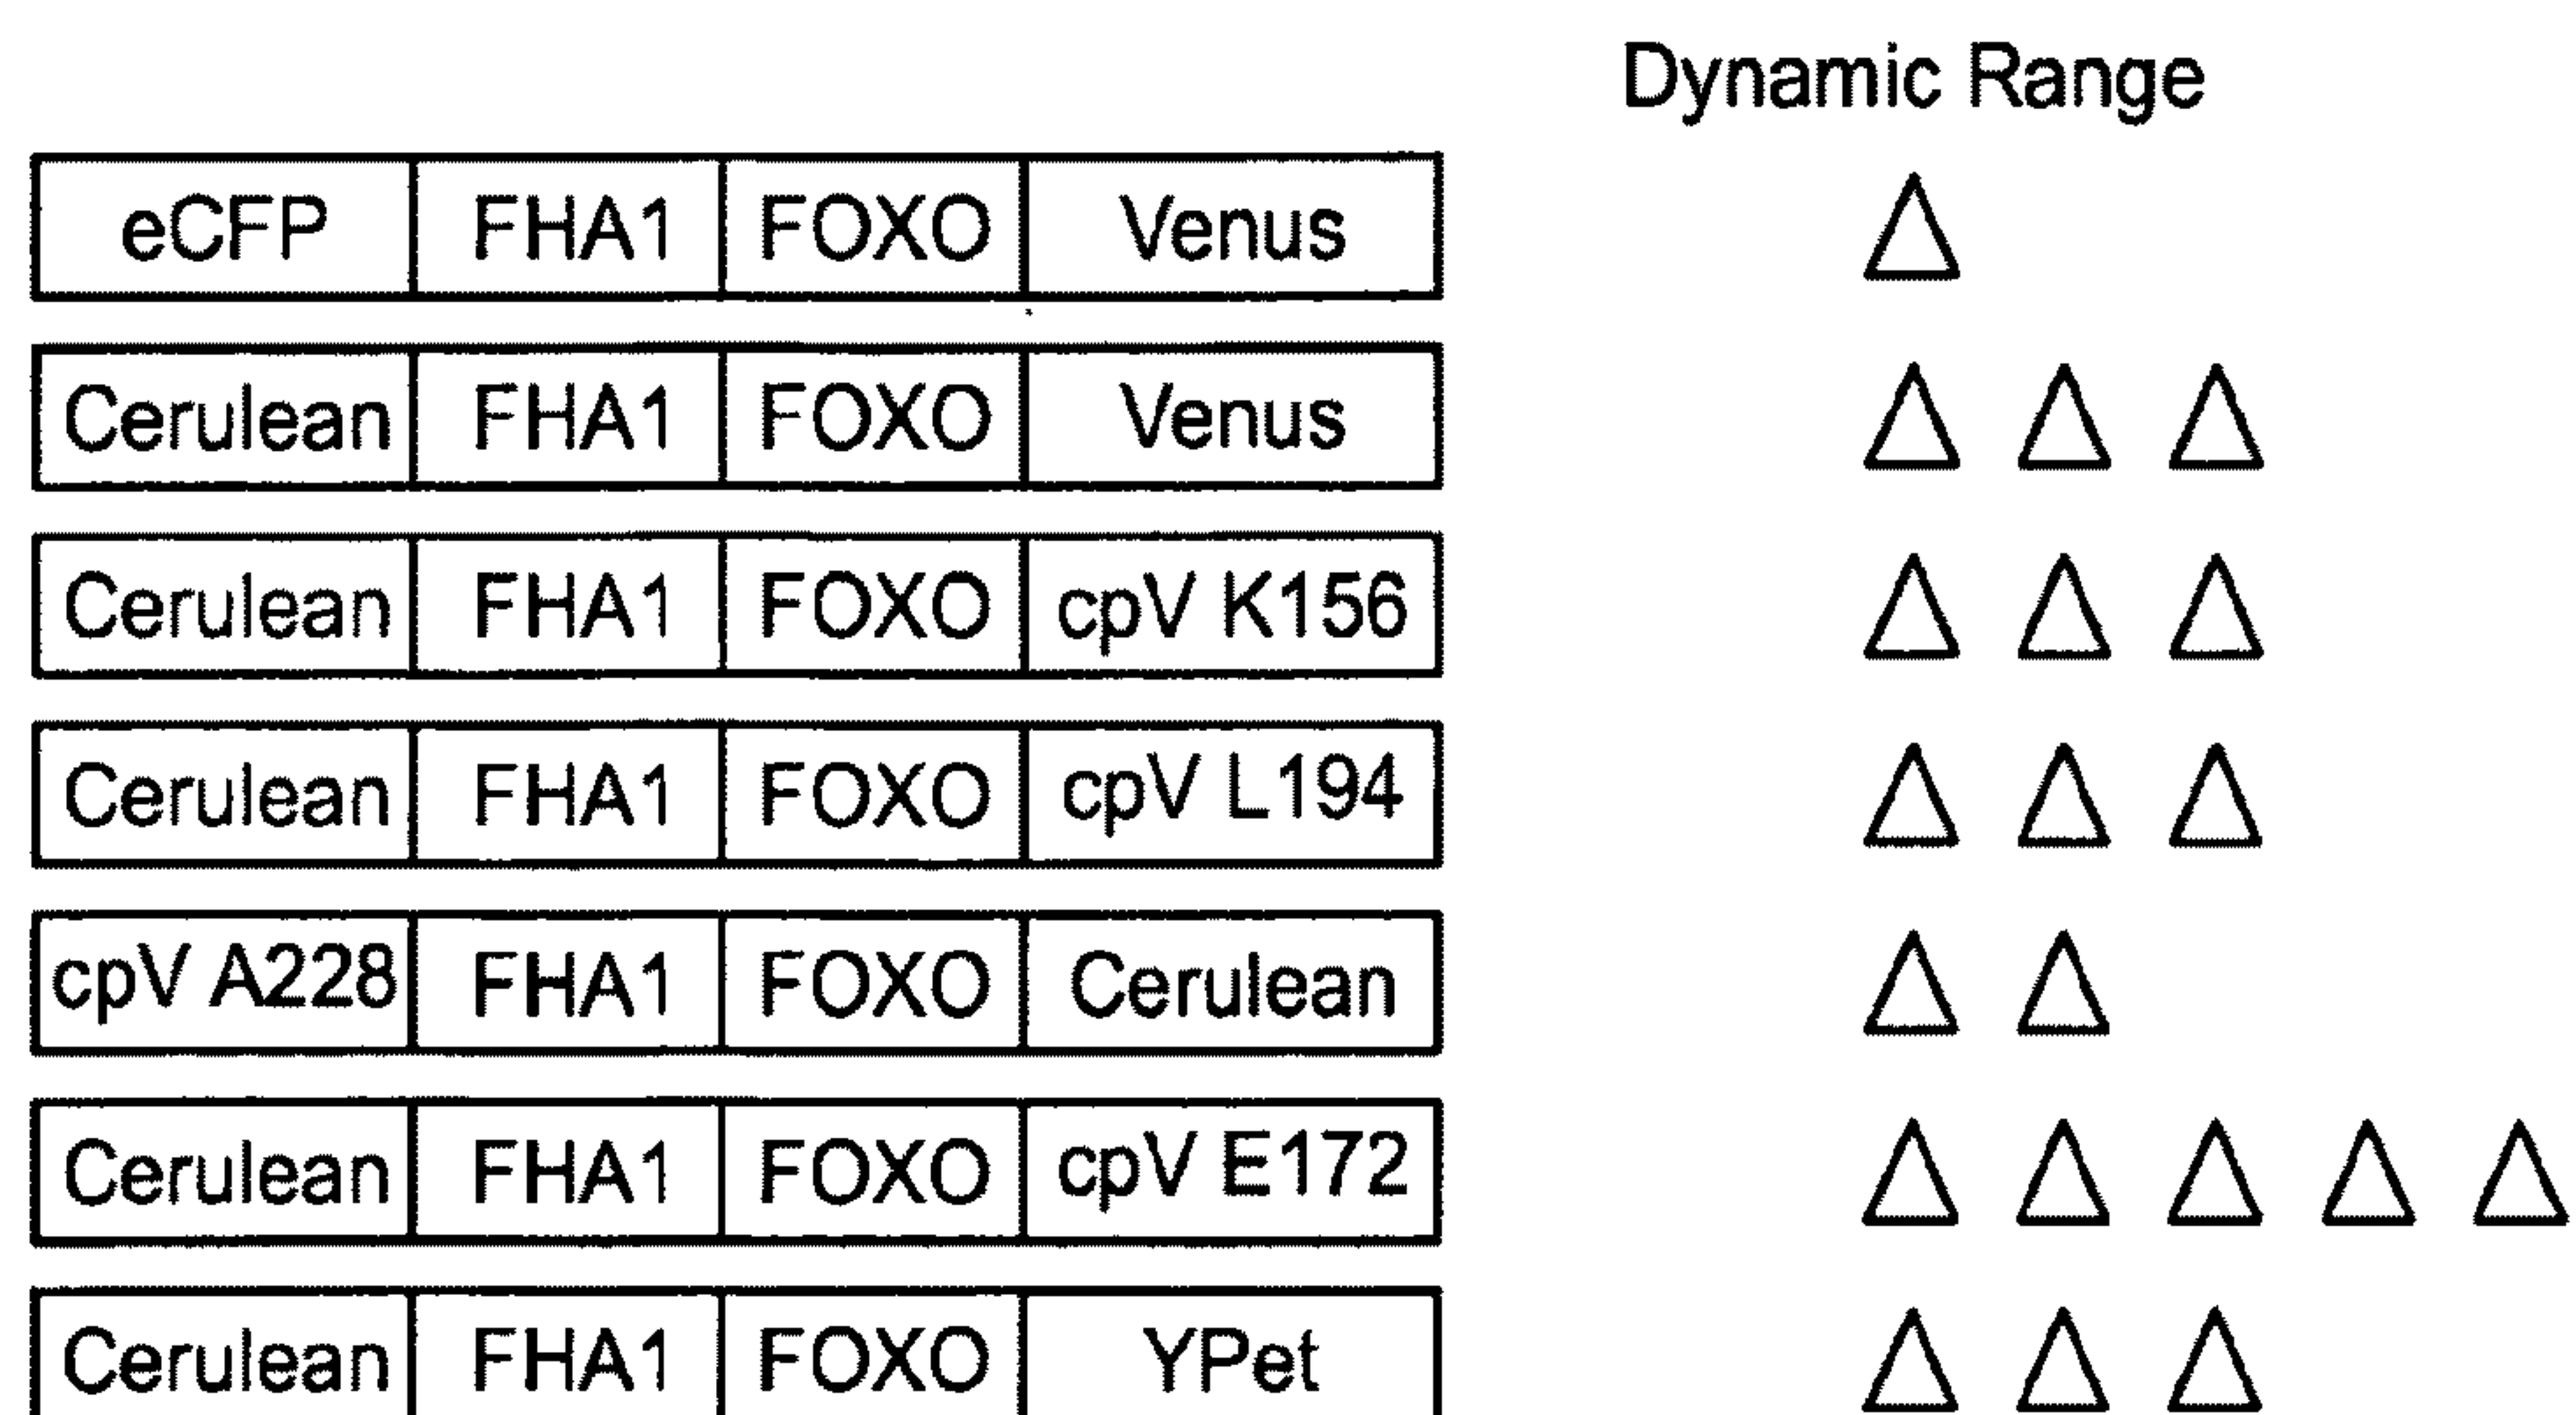 Dynamic Range
eCFP FHA1 FOXO Venus △
Cerulean FHA1 FOXO Venus △ △ △
Cerulean FHA1 FOXO cpV K156 △ △ △
Cerulean FHA1 FOXO cpV L194 △ △ △
cpV A228 FHA1 FOXO Cerulean △ △
Cerulean FHA1 FOXO cpV E172 △ △ △ △ △
Cerulean FHA1 FOXO YPet △ △ △